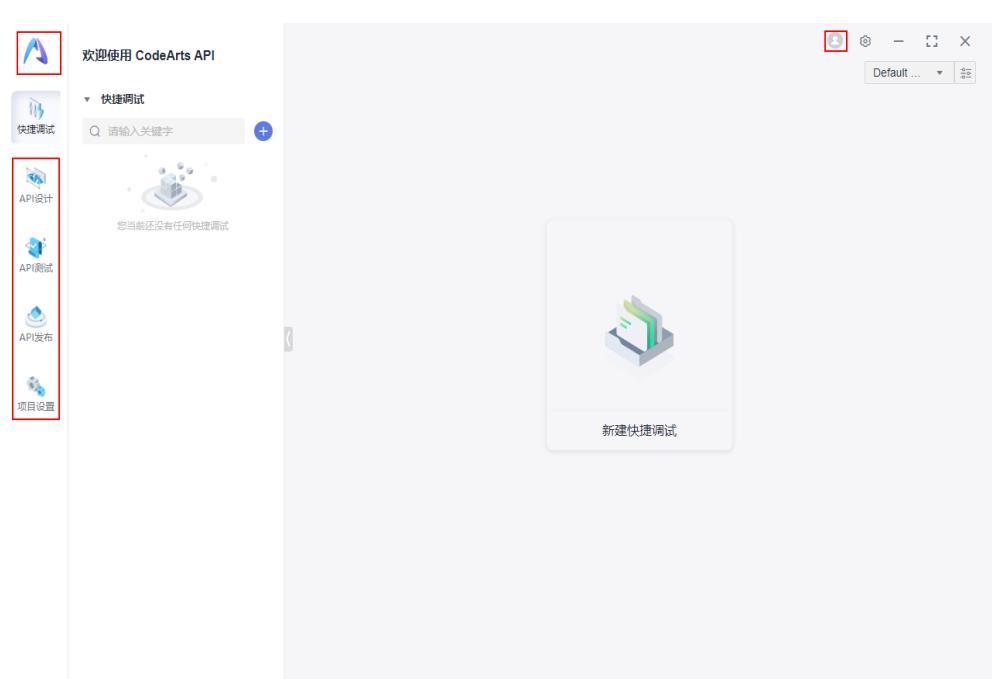 欢迎使用 CodeArts API
Default ...
快捷调试
快捷调试
请输入关键字
API设计
您当前还没有任何快捷调试
API测试
API发布
项目设置
新建快捷调试